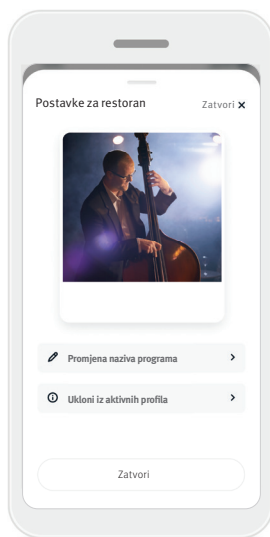 Postavke za restoran
Zatvori ×
Promjena naziva programa
Ukloni iz aktivnih profila
Zatvori